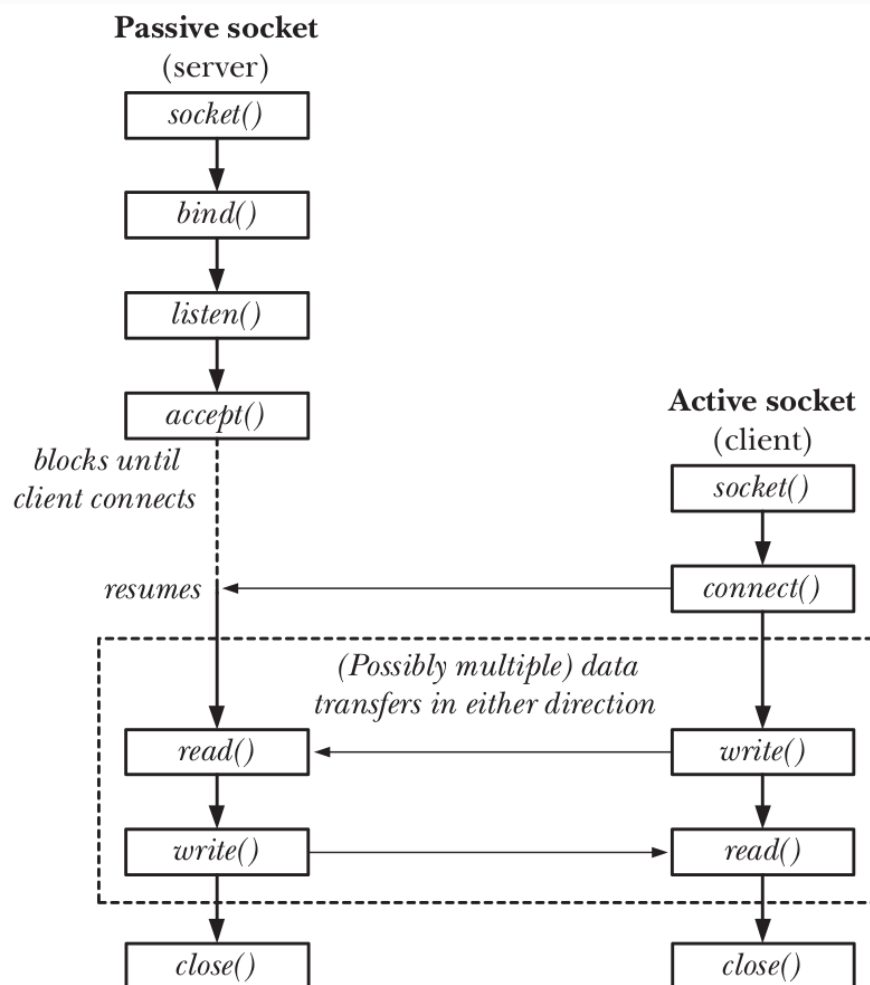 Passive socket
(server)
socket()
bind()
listen()
accept()
blocks until
client connects
resumes
Active socket
(client)
socket()
connect()
(Possibly multiple) data
transfers in either direction
read()
write()
write()
read()
close()
close()